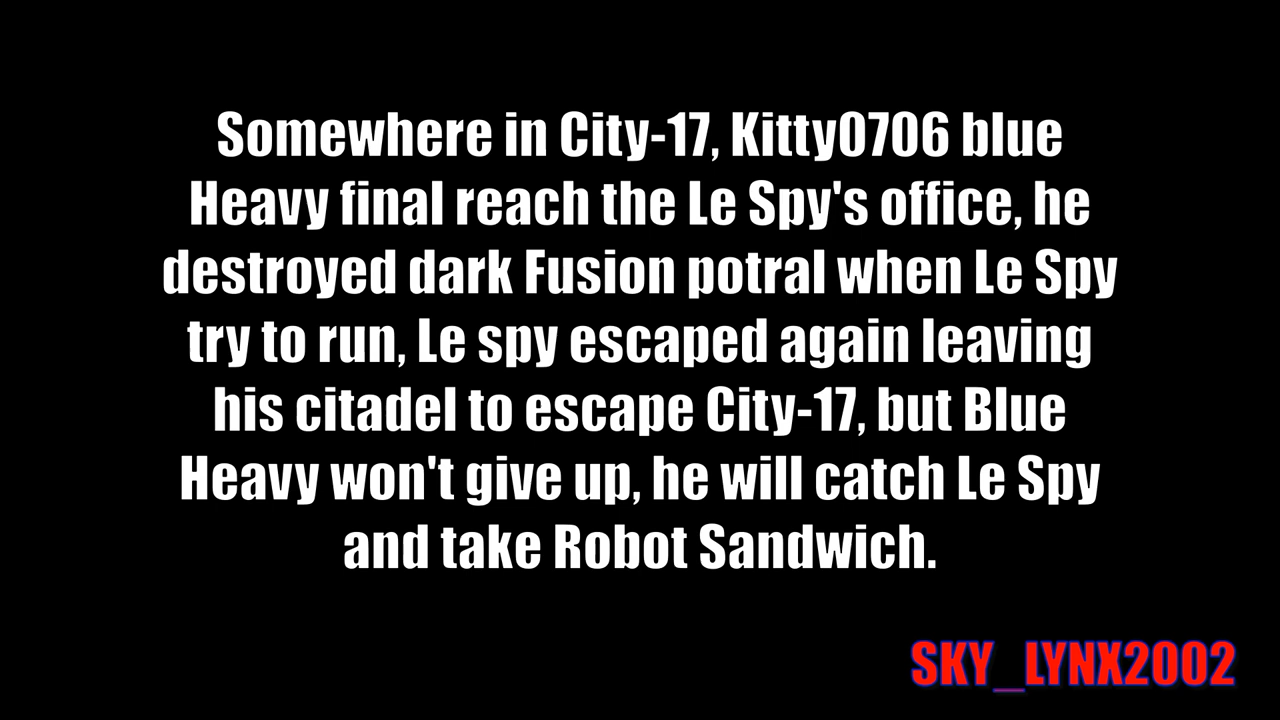 Somewhere in City-17, Kitty0706 blue
Heavy final reach the Le Spy's office, he
destroyed dark Fusion potral when Le Spy
try to run, Le spy escaped again leaving
his citadel to escape City-17, but Blue
Heavy won't give up, he will catch Le Spy
and take Robot Sandwich.
SKY_LYNX2002